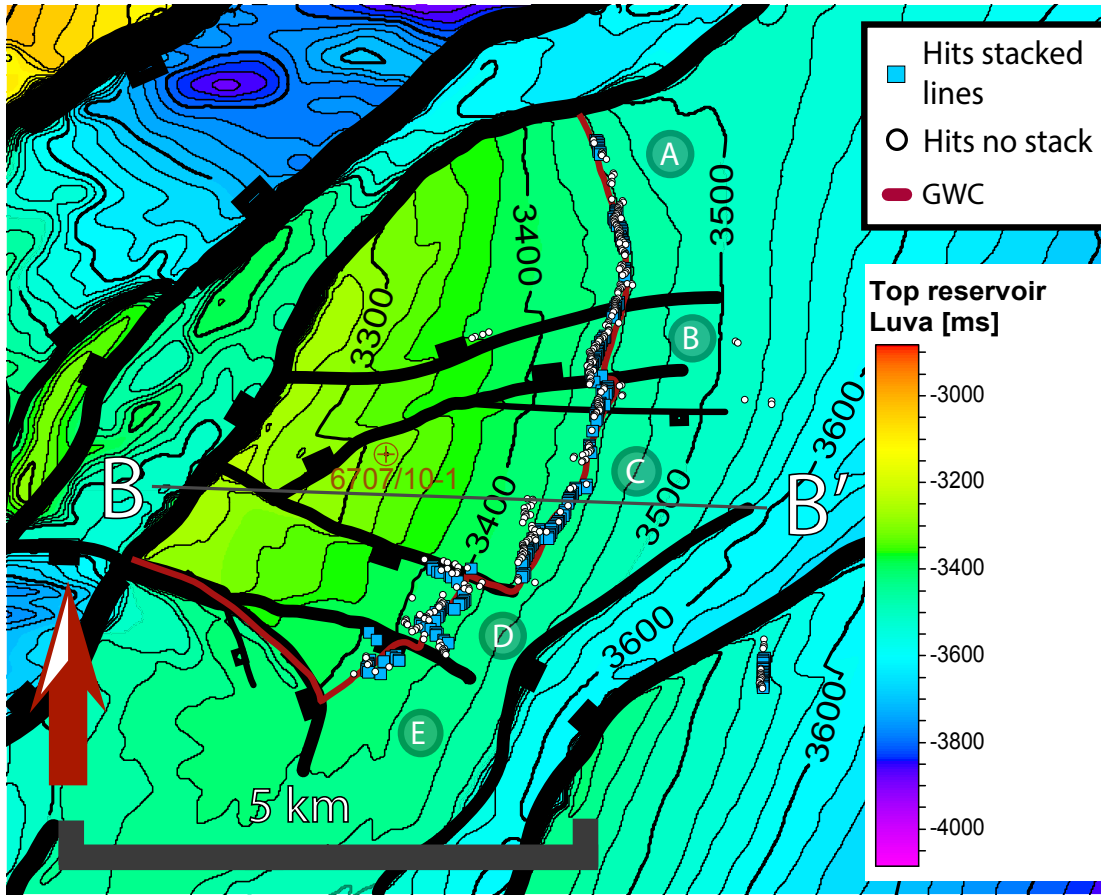 Hits stacked
lines
Hits no stack
GWC
Top reservoir
Luva [ms]
-3000
-3200
-3400
-3600
-3800
-4000
A
3500
3400
3300
B
3600
6707/10-1
C
B
B’
3500
3400
D
3600
3600
E
5 km